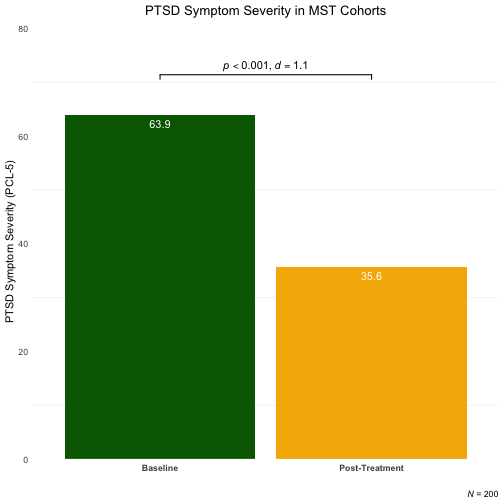 PTSD Symptom Severity in MST Cohorts
80
p < 0.001, d = 1.1
63.9
60
PTSD Symptom Severity (PCL-5)
40
35.6
20
0
Baseline
Post-Treatment
N = 200